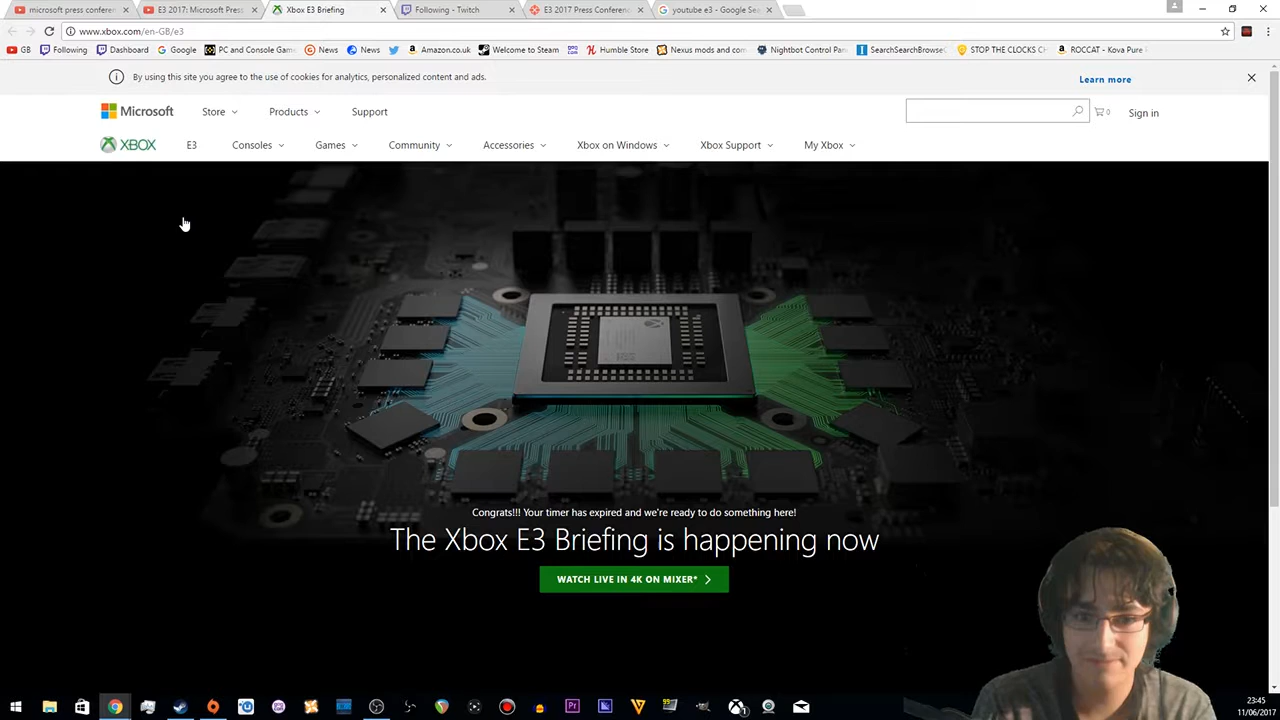 microsoft press conferen
E3 2017: Microsoft Press
Xbox E3 Briefing
Following - Twitch
E3 2017 Press Conferenc
youtube e3 - Google Sea
www.xbox.com/en-GB/e3
GB
Following
Dashboard
Google
PC and Console Game
News
News
Amazon.co.uk
Welcome to Steam
Humble Store
Nexus mods and com
Nightbot Control Pan
SearchSearchBrowse
STOP THE CLOCKS C
ROCCAT - Kova Pure
By using this site you agree to the use of cookies for analytics, personalized content and ads.
Learn more
Microsoft
Store
Products
Support
0
Sign in
XBOX
E3
Consoles
Games
Community
Accessories
Xbox on Windows
Xbox Support
My Xbox
Congrats!!! Your timer has expired and we're ready to do something here!
The Xbox E3 Briefing is happening now
WATCH LIVE IN 4K ON MIXER*
23:45
11/06/2017